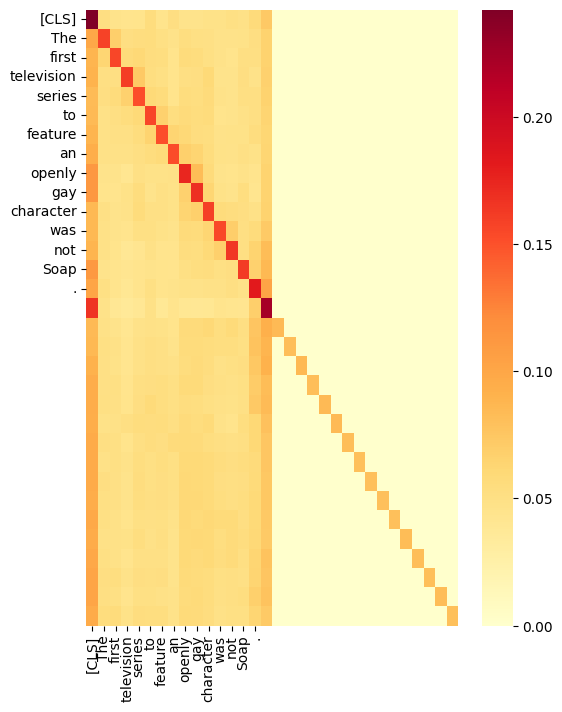 [CLS]
The
first
television
series
to
feature
an
openly
gay
character
was
not
Soap
.
0.20
0.15
0.10
0.05
0.00
[CLS]
The
first
television
series
to
feature
an
openly
gay
character
was
not
Soap
.